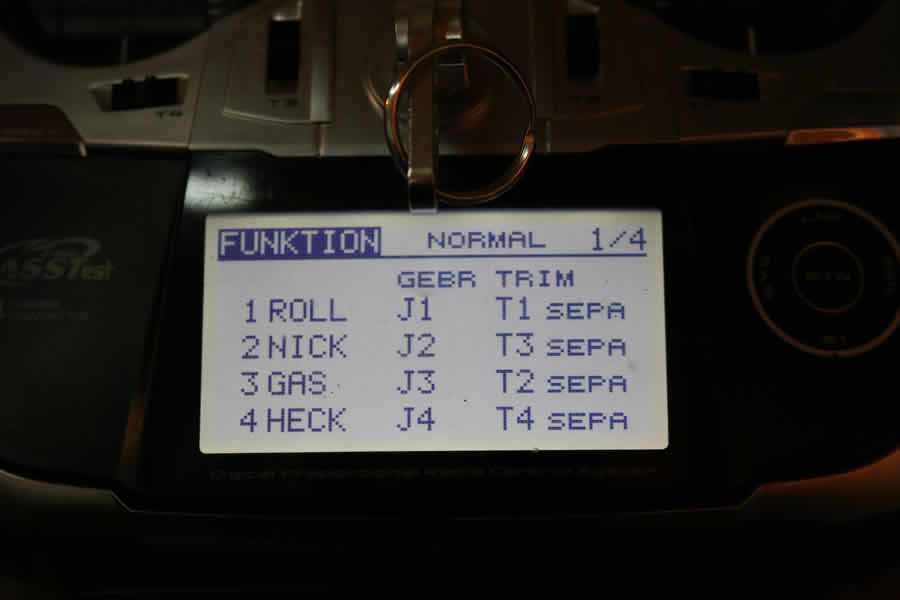 T3
FUNKTION NORMAL 1/4
GEBR TRIM
1 ROLL J1 T1 SEPA
2 NICK J2 T3 SEPA
3 GAS J3 T2 SEPA
4 HECK J4 T4 SEPA